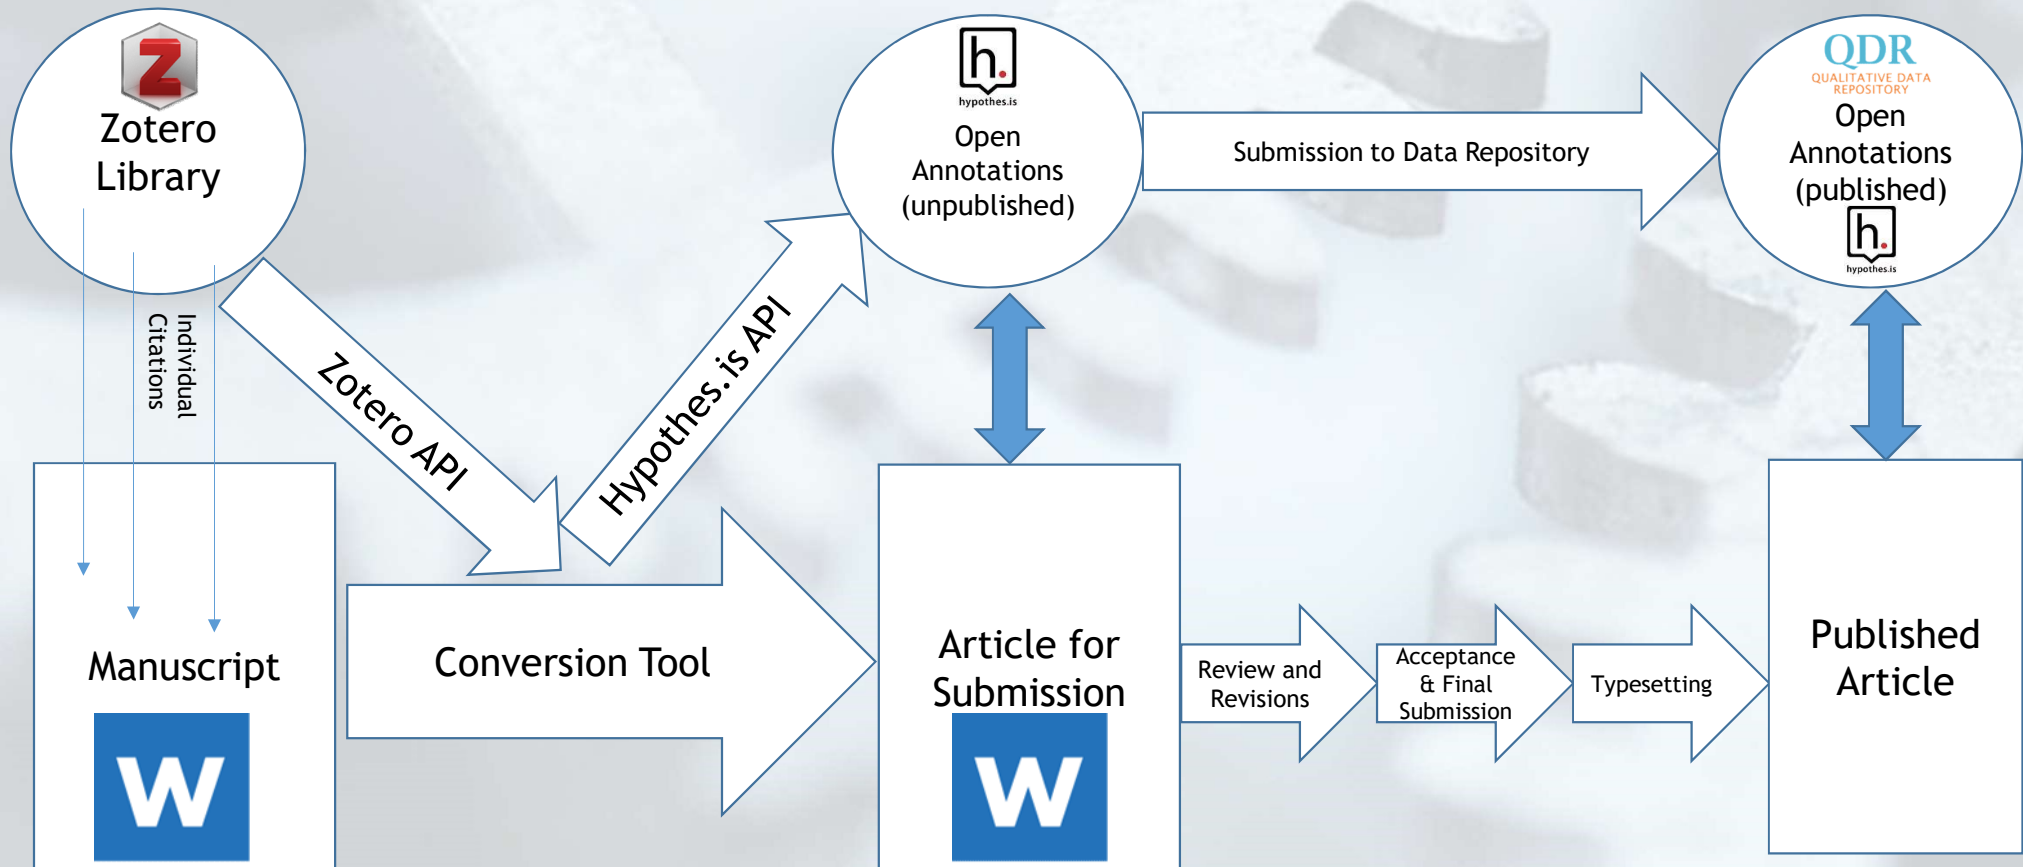 Z
Zotero
Library
h.
hypothes.is
Open
Annotations
(unpublished)
Submission to Data Repository
QDR
QUALITATIVE DATA
REPOSITORY
Open
Annotations
(published)
h.
hypothes.is
Individual
Citations
Zotero API
Hypothes.is API
Manuscript
W
Conversion Tool
Article for
Submission
W
Review and
Revisions
Acceptance
& Final
Submission
Typesetting
Published
Article